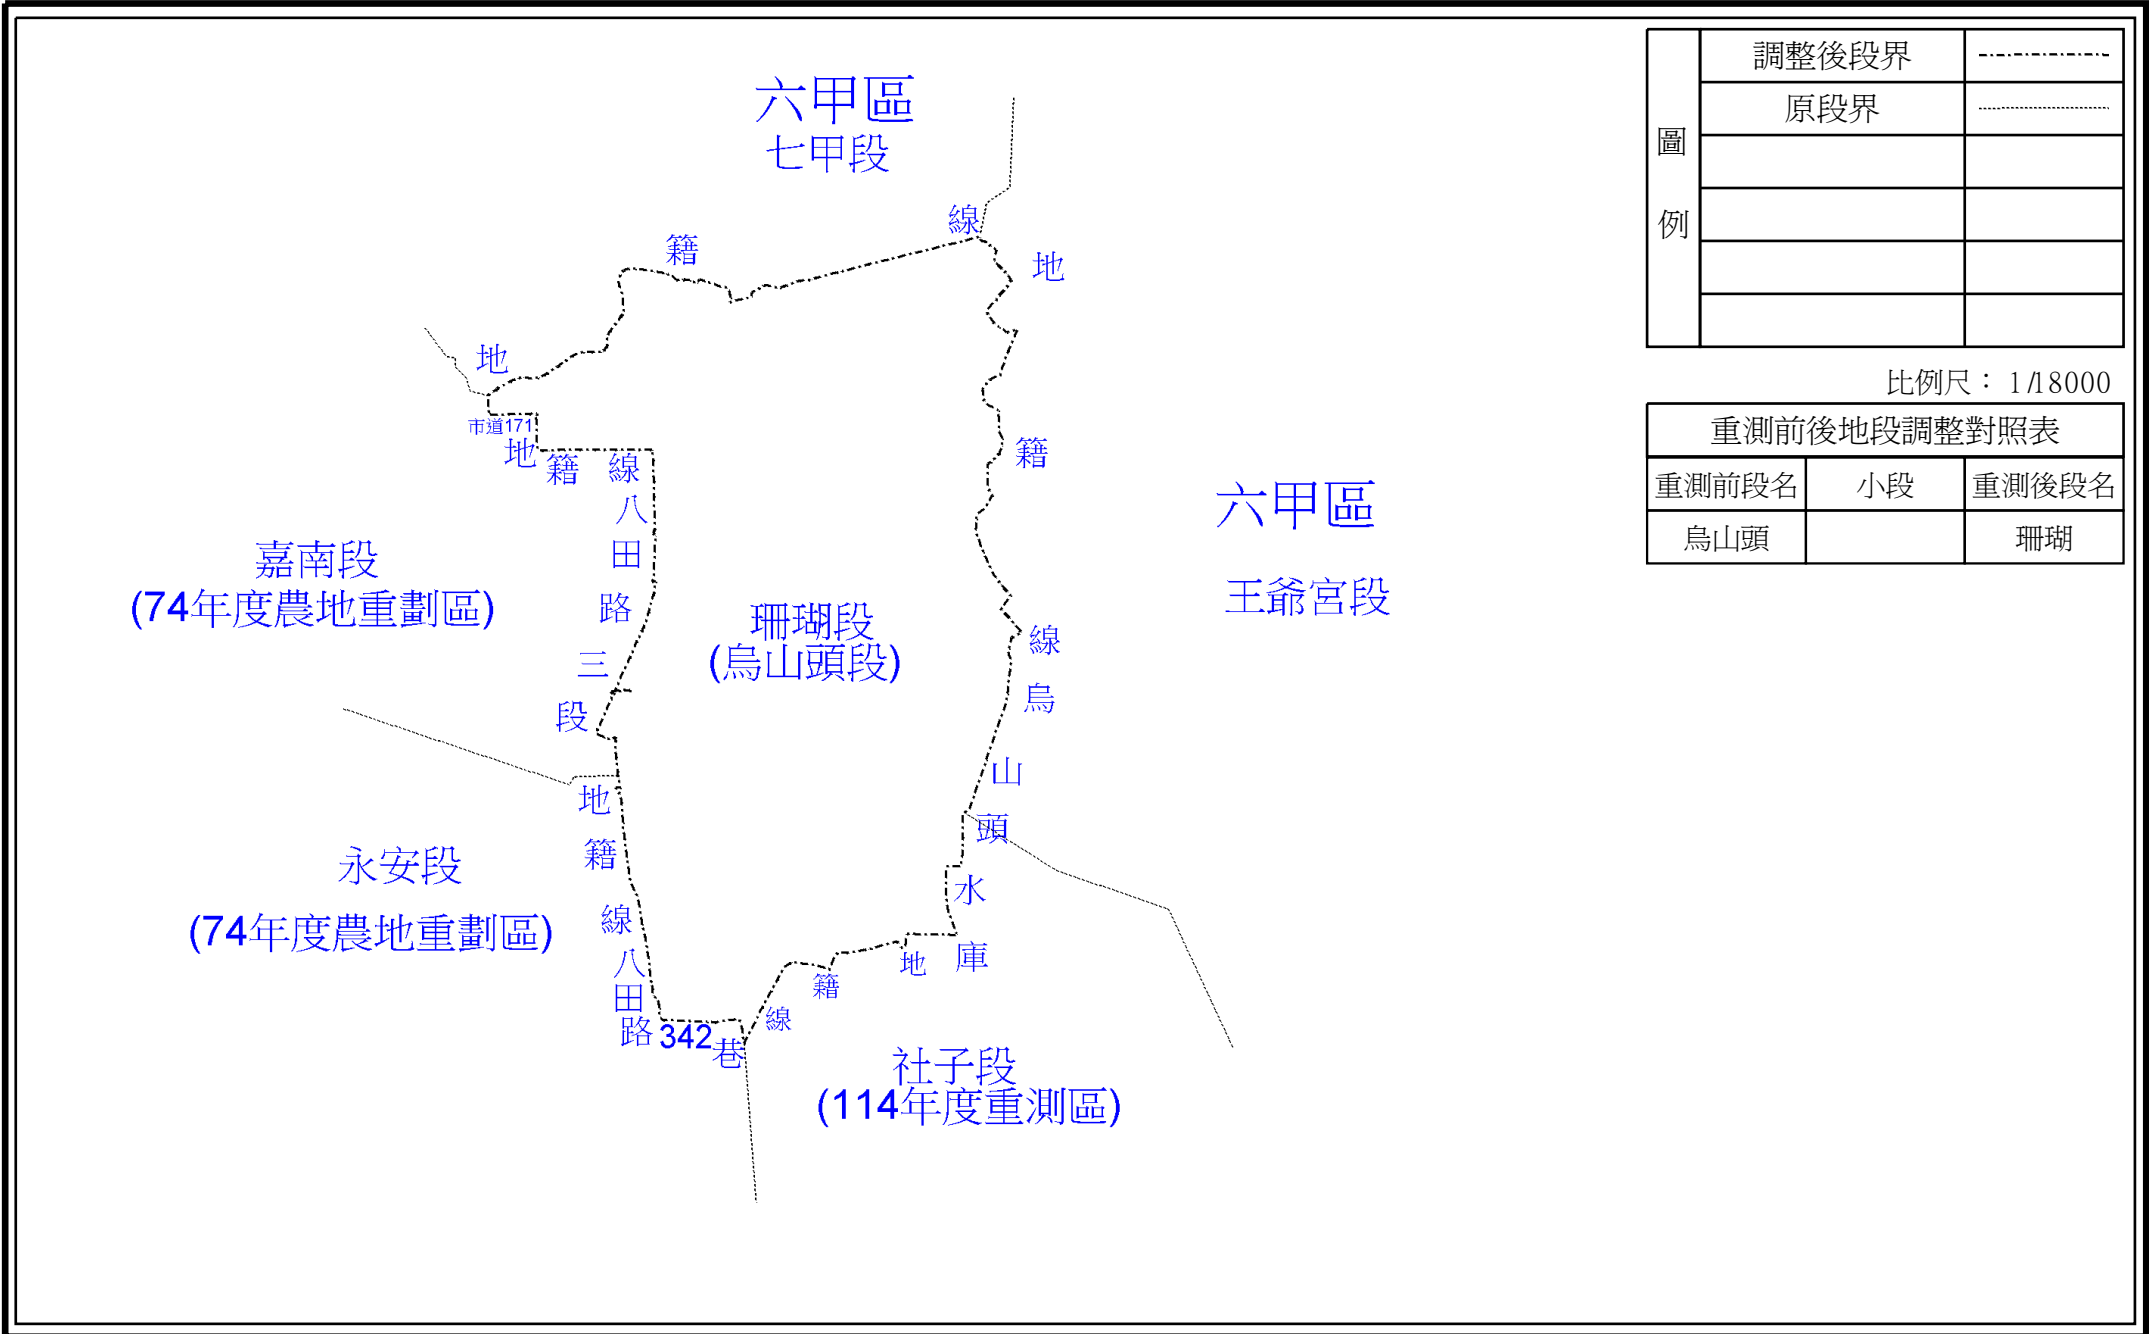 六甲區
七甲段
地籍線
地籍線
市道171
地籍線
八田路三段
嘉南段
(74年度農地重劃區)
珊瑚段
(烏山頭段)
六甲區
王爺宮段
烏山頭水庫
地籍線
永安段
(74年度農地重劃區)
八田路342巷
地籍線
社子段
(114年度重測區)
圖例
調整後段界
原段界
比例尺：1/18000
重測前後地段調整對照表
重測前段名 小段 重測後段名
烏山頭 珊瑚